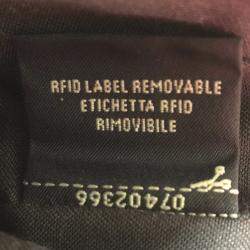 RFID LABEL REMOVABLE
ETICHETTA RFID
RIMOVIBILE
07402366